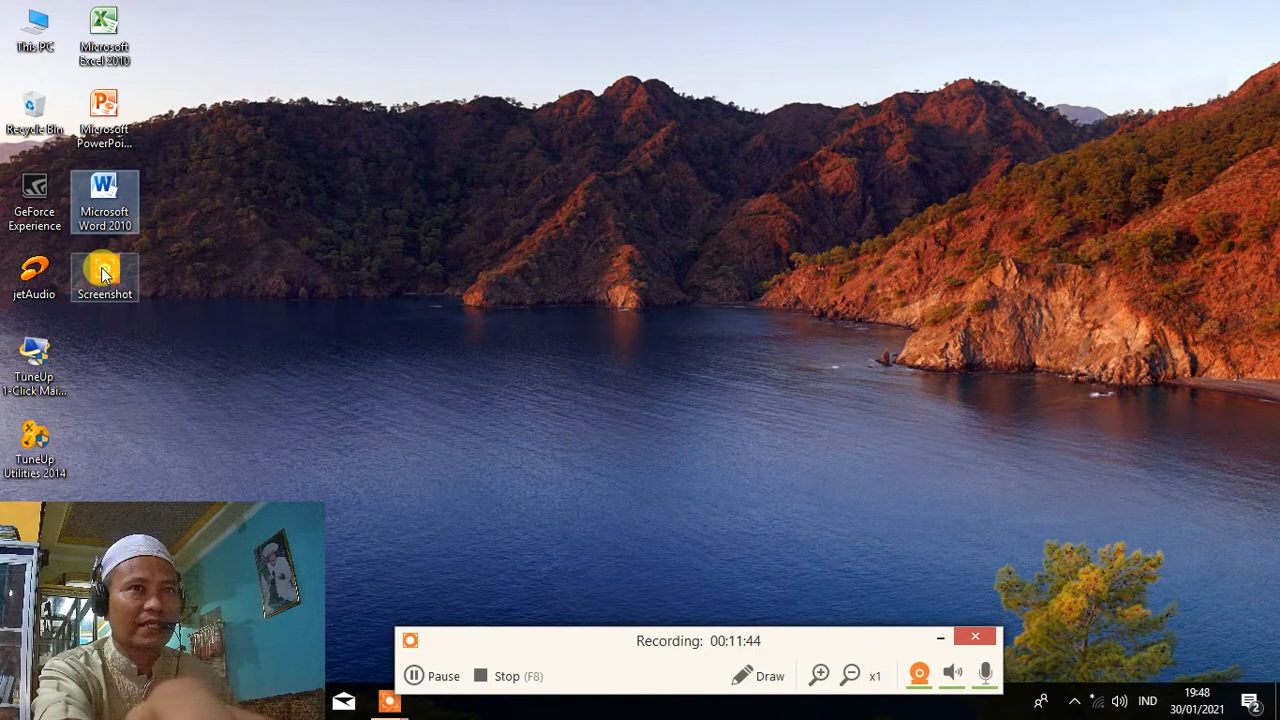 This PC
Microsoft
Excel 2010
Recycle Bin
Microsoft
PowerPoi...
GeForce
Experience
Microsoft
Word 2010
jetAudio
Screenshot
TuneUp
1-Click Mai...
TuneUp
Utilities 2014
Recording: 00:11:44
Pause
Stop (F8)
Draw
x1
IND
19:48
30/01/2021
2